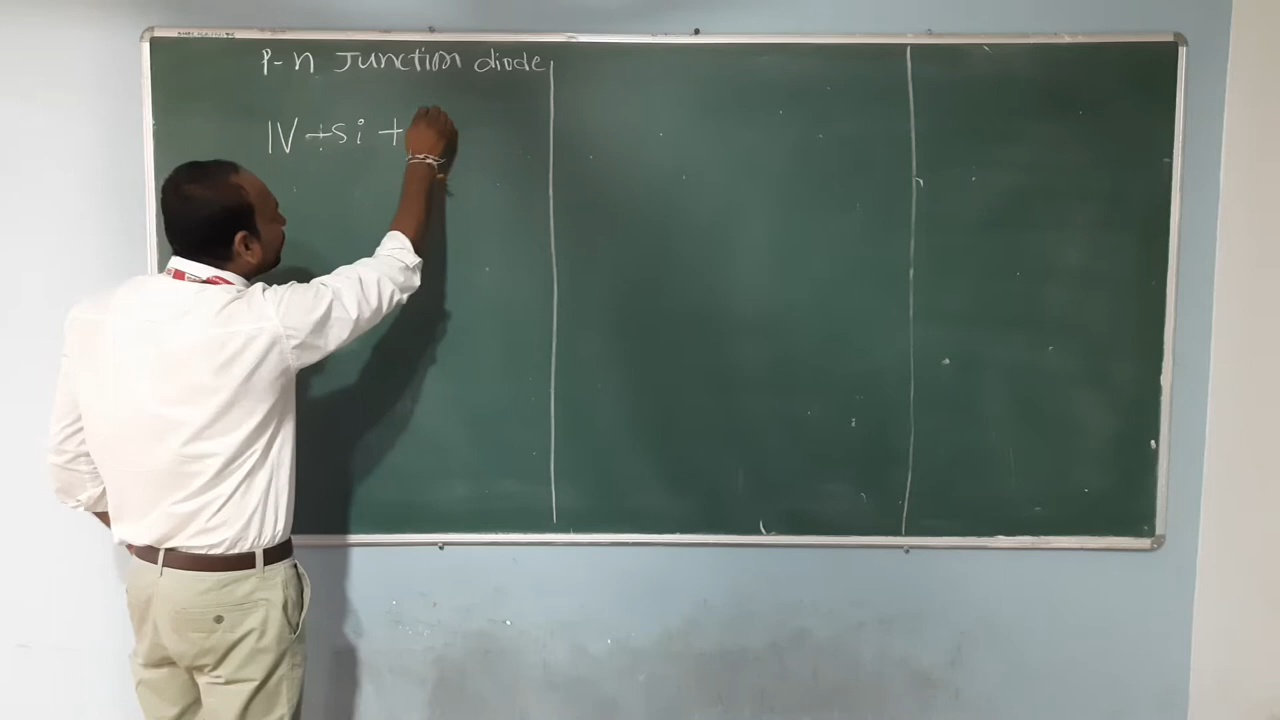 P-n Junction diode
IV +Si +